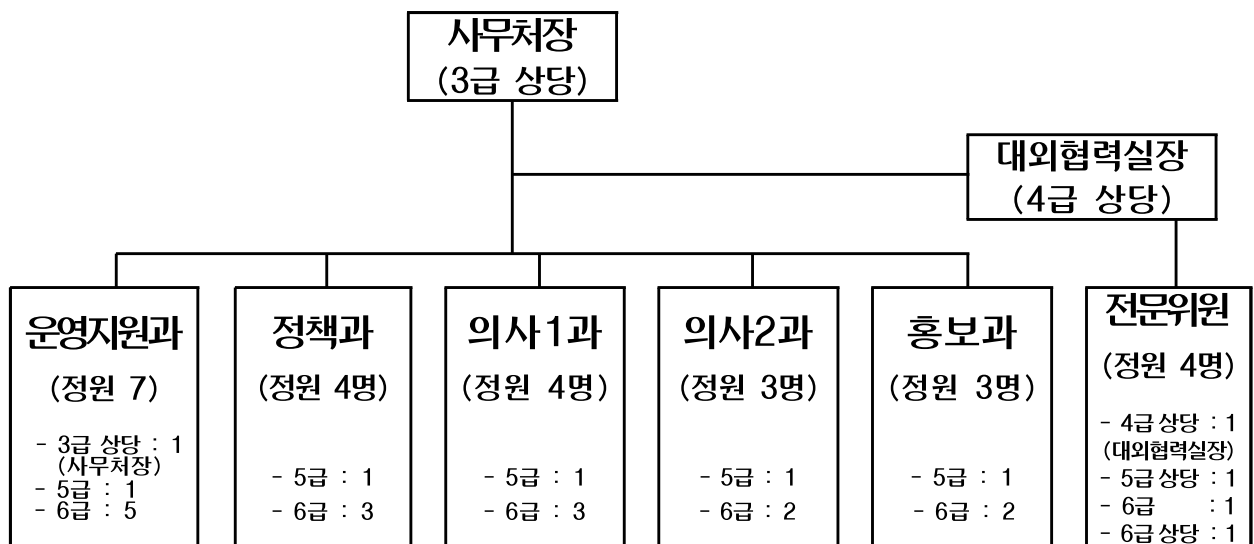 사무처장
(3급 상당)
대외협력실장
(4급 상당)
운영지원과
(정원 7)
- 3급 상당 : 1
(사무처장)
- 5급 : 1
- 6급 : 5
정책과
(정원 4명)
- 5급 : 1
- 6급 : 3
의사1과
(정원 4명)
- 5급 : 1
- 6급 : 3
의사2과
(정원 3명)
- 5급 : 1
- 6급 : 2
홍보과
(정원 3명)
- 5급 : 1
- 6급 : 2
전문위원
(정원 4명)
- 4급상당 : 1
(대외협력실장)
- 5급상당 : 1
- 6급 : 1
- 6급상당 : 1